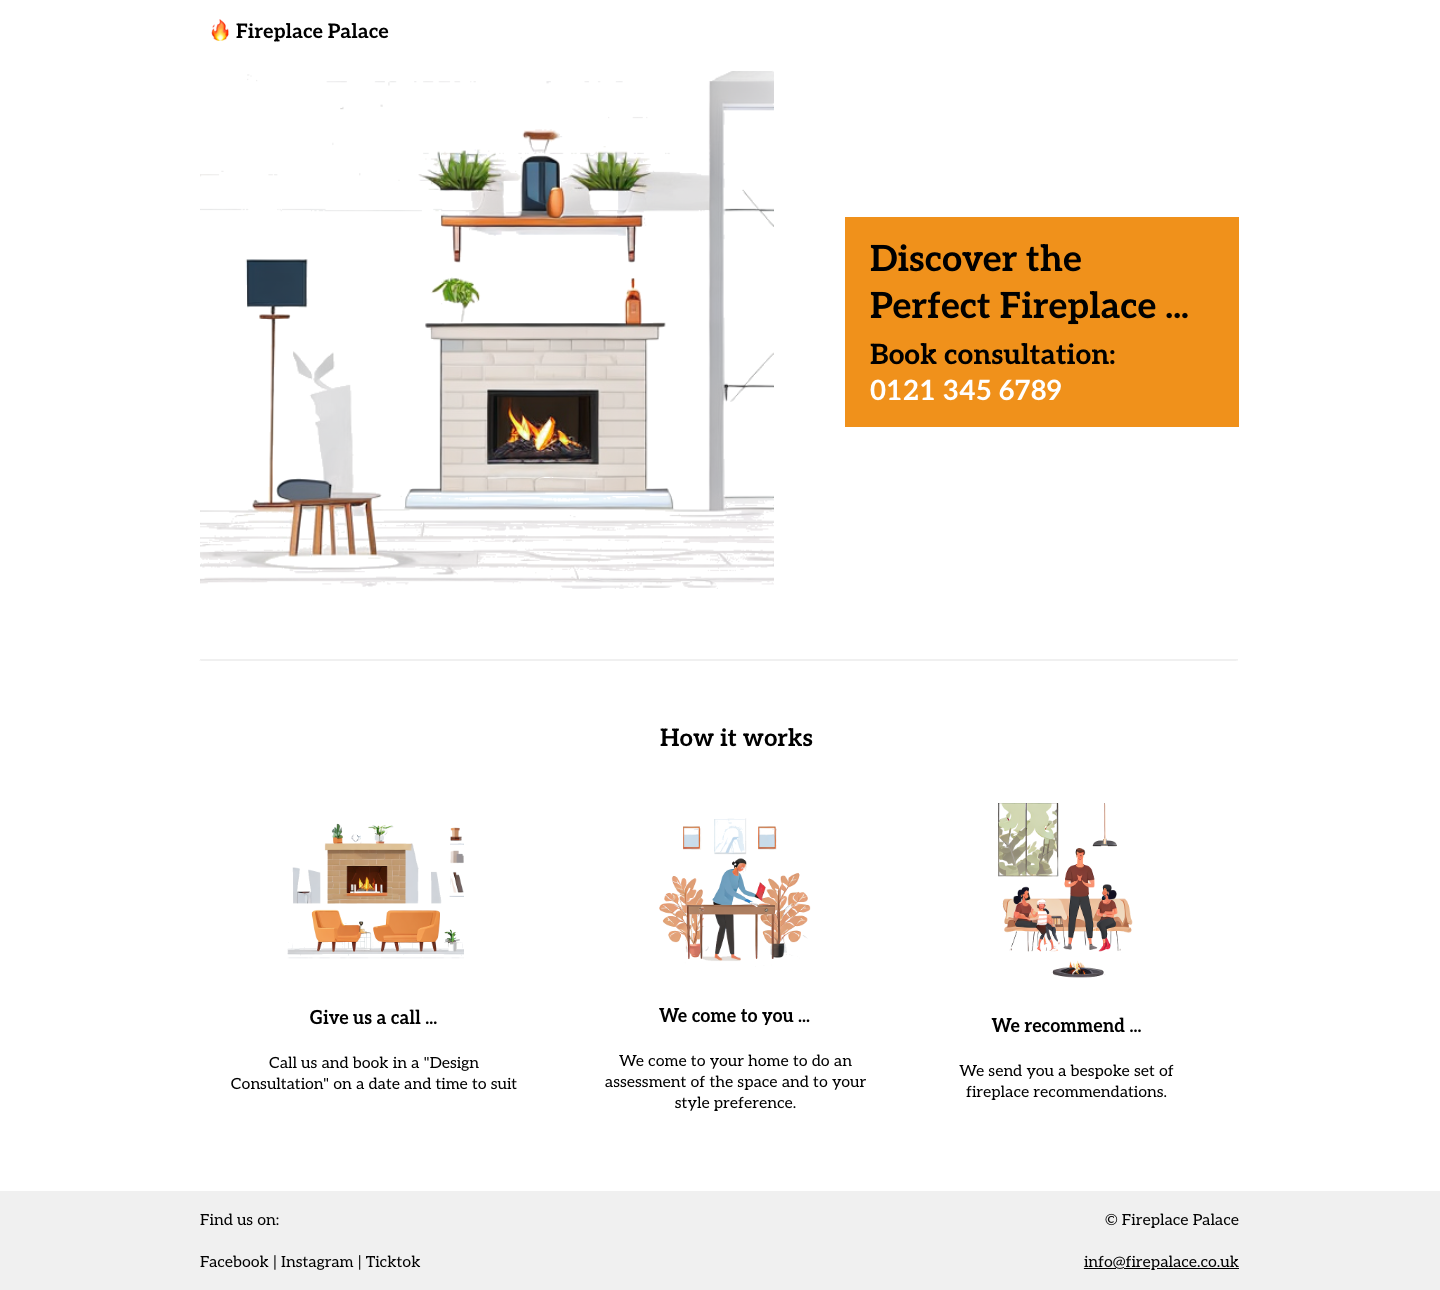 Fireplace Palace
Discover the
Perfect Fireplace ...
Book consultation:
0121 345 6789
How it works
Give us a call ...
Call us and book in a "Design
Consultation" on a date and time to suit
We come to you ...
We come to your home to do an
assessment of the space and to your
style preference.
We recommend ...
We send you a bespoke set of
fireplace recommendations.
Find us on:
Facebook | Instagram | Ticktok
© Fireplace Palace
info@firepalace.co.uk